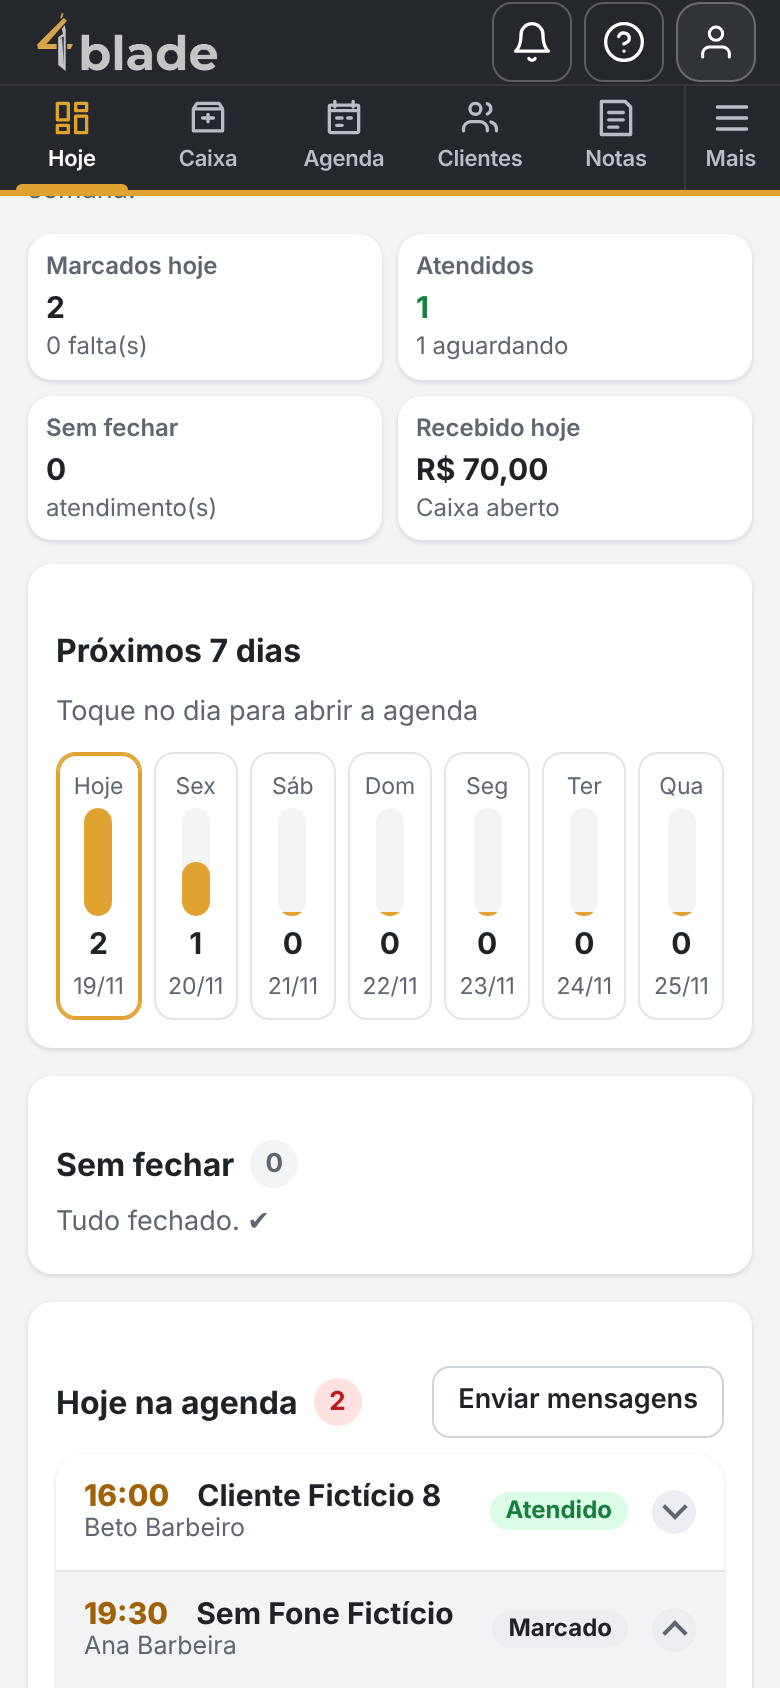 4blade
Hoje
Caixa
Agenda
Clientes
Notas
Mais
Marcados hoje
2
0 falta(s)
Atendidos
1
1 aguardando
Sem fechar
0
atendimento(s)
Recebido hoje
R$ 70,00
Caixa aberto
Próximos 7 dias
Toque no dia para abrir a agenda
Hoje
2
19/11
Sex
1
20/11
Sáb
0
21/11
Dom
0
22/11
Seg
0
23/11
Ter
0
24/11
Qua
0
25/11
Sem fechar 0
Tudo fechado. ✔
Hoje na agenda 2
Enviar mensagens
16:00 Cliente Fictício 8
Beto Barbeiro
Atendido
19:30 Sem Fone Fictício
Ana Barbeira
Marcado